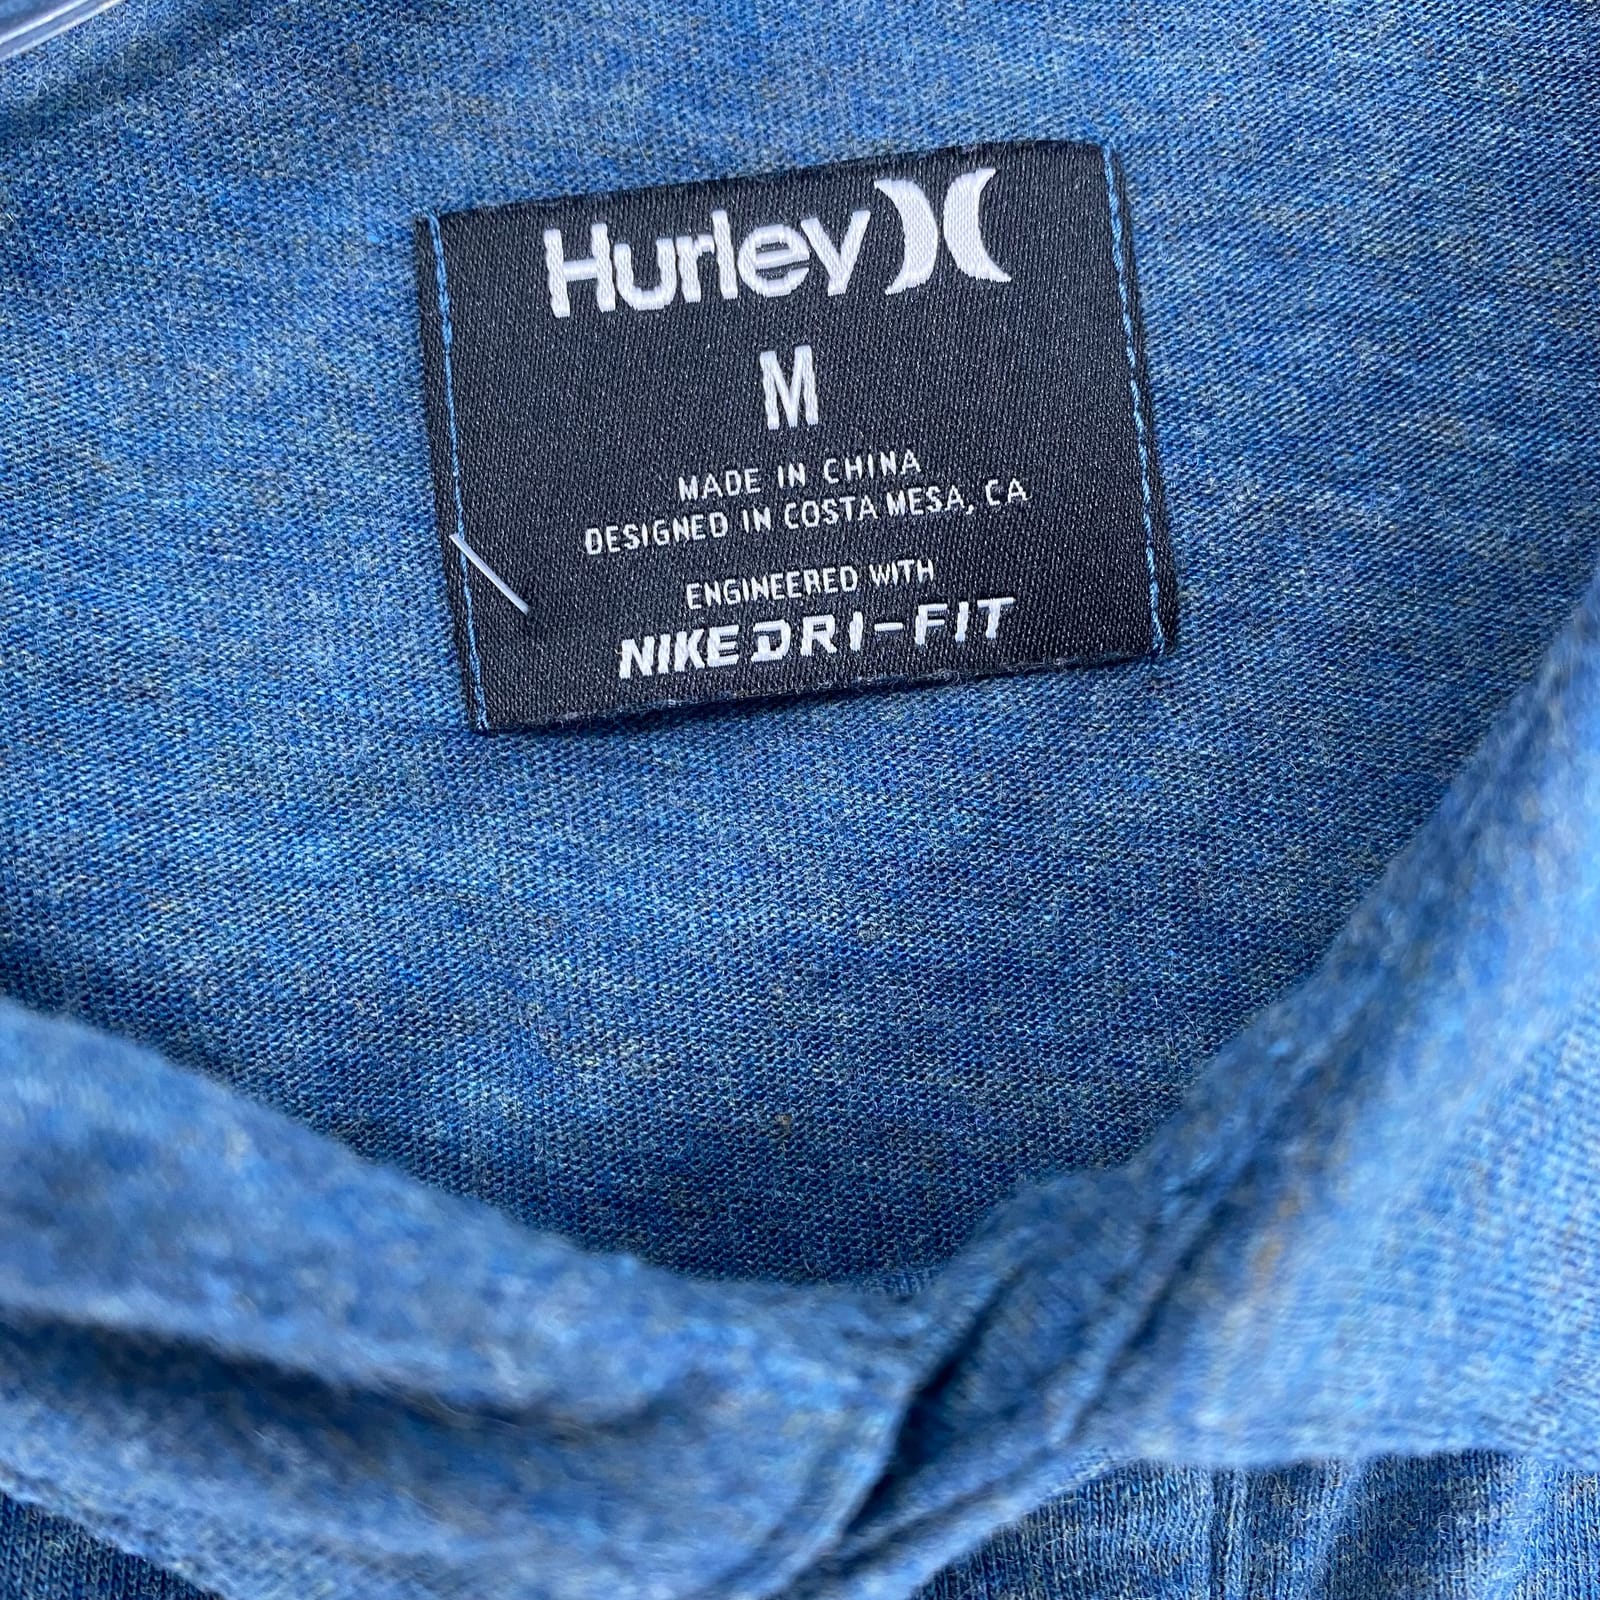 Hurley
M
MADE IN CHINA
DESIGNED IN COSTA MESA, CA
ENGINEERED WITH
NIKE DRI-FIT